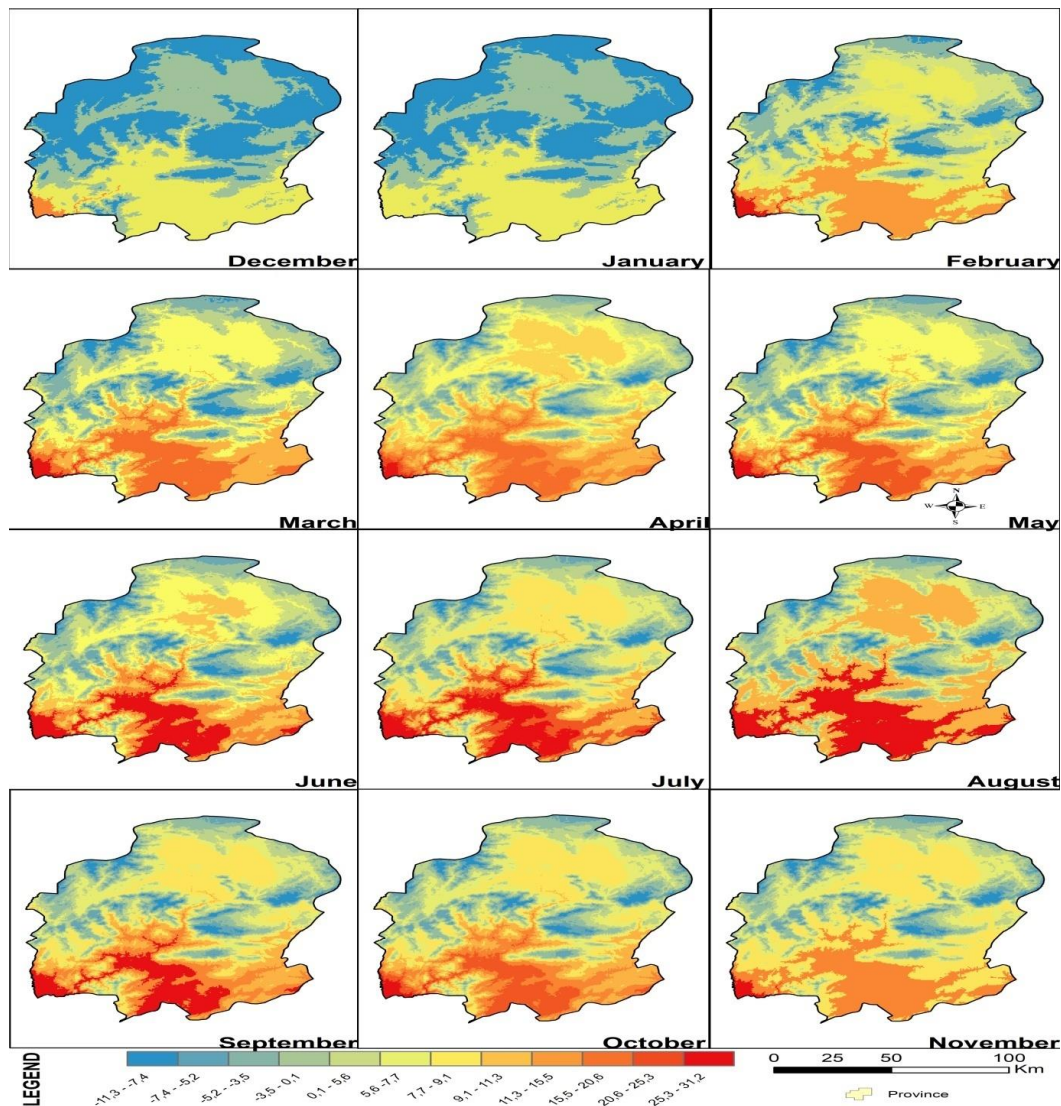 December
January
February
March
April
May
N
W
E
S
June
July
August
September
October
November
LEGEND
-11,3 - -7,4
-7,4 - -5,2
-5,2 - -3,5
-3,5 - 0,1
0,1 - 5,6
5,6 - 7,7
7,7 - 9,1
9,1 - 11,3
11,3 - 15,5
15,5 - 20,6
20,6 - 25,3
25,3 - 31,2
0 25 50 100
Km
Province